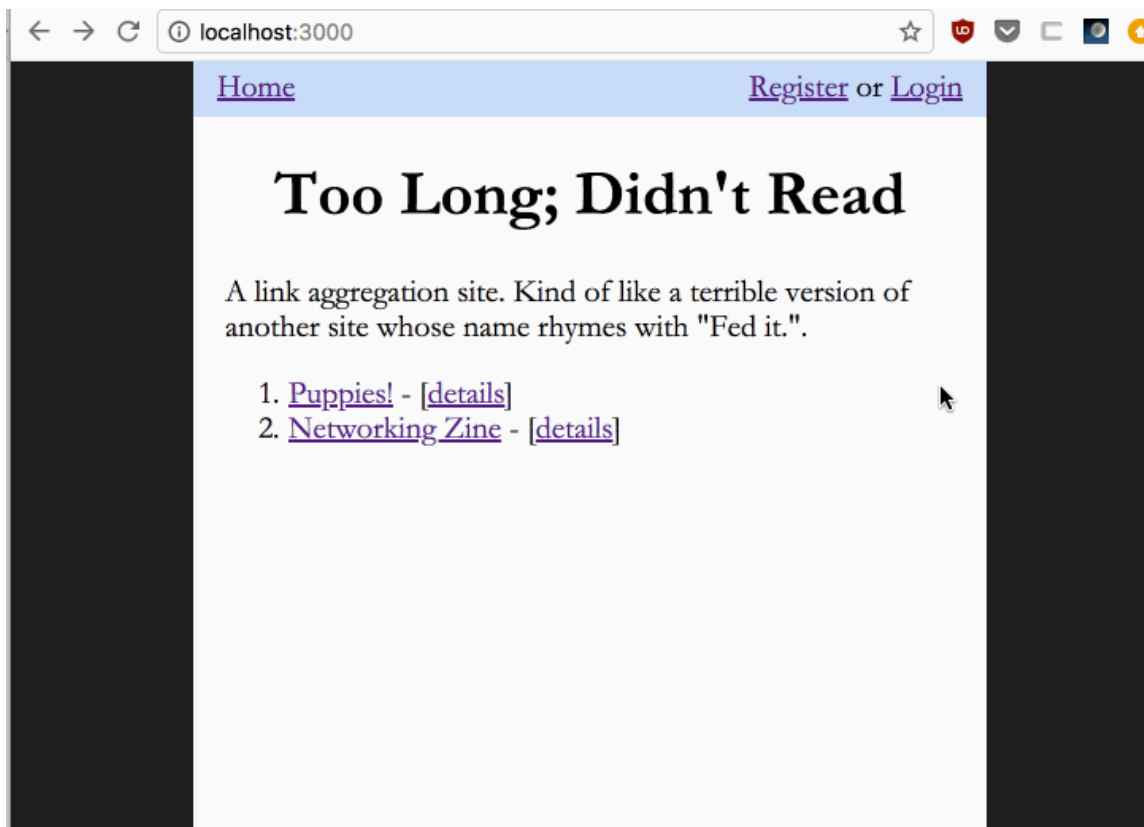 localhost:3000
Home Register or Login
Too Long; Didn't Read
A link aggregation site. Kind of like a terrible version of
another site whose name rhymes with "Fed it.".
1. Puppies! - [details]
2. Networking Zine - [details]